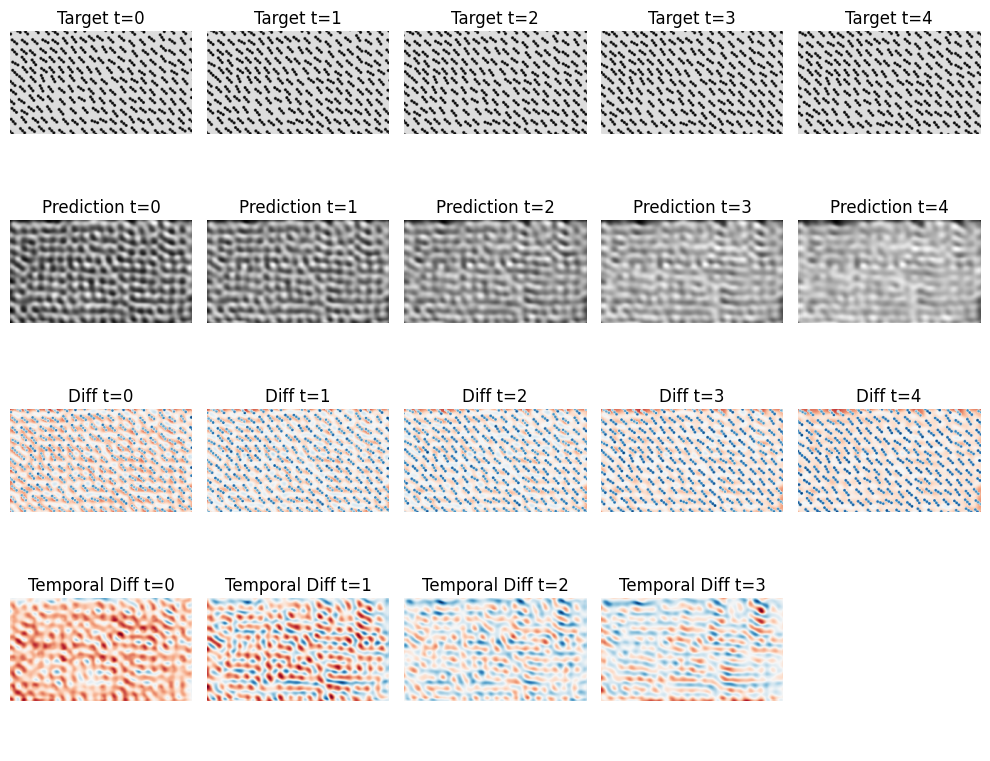 Target t=0 Target t=1 Target t=2 Target t=3 Target t=4
Prediction t=0 Prediction t=1 Prediction t=2 Prediction t=3 Prediction t=4
Diff t=0 Diff t=1 Diff t=2 Diff t=3 Diff t=4
Temporal Diff t=0 Temporal Diff t=1 Temporal Diff t=2 Temporal Diff t=3